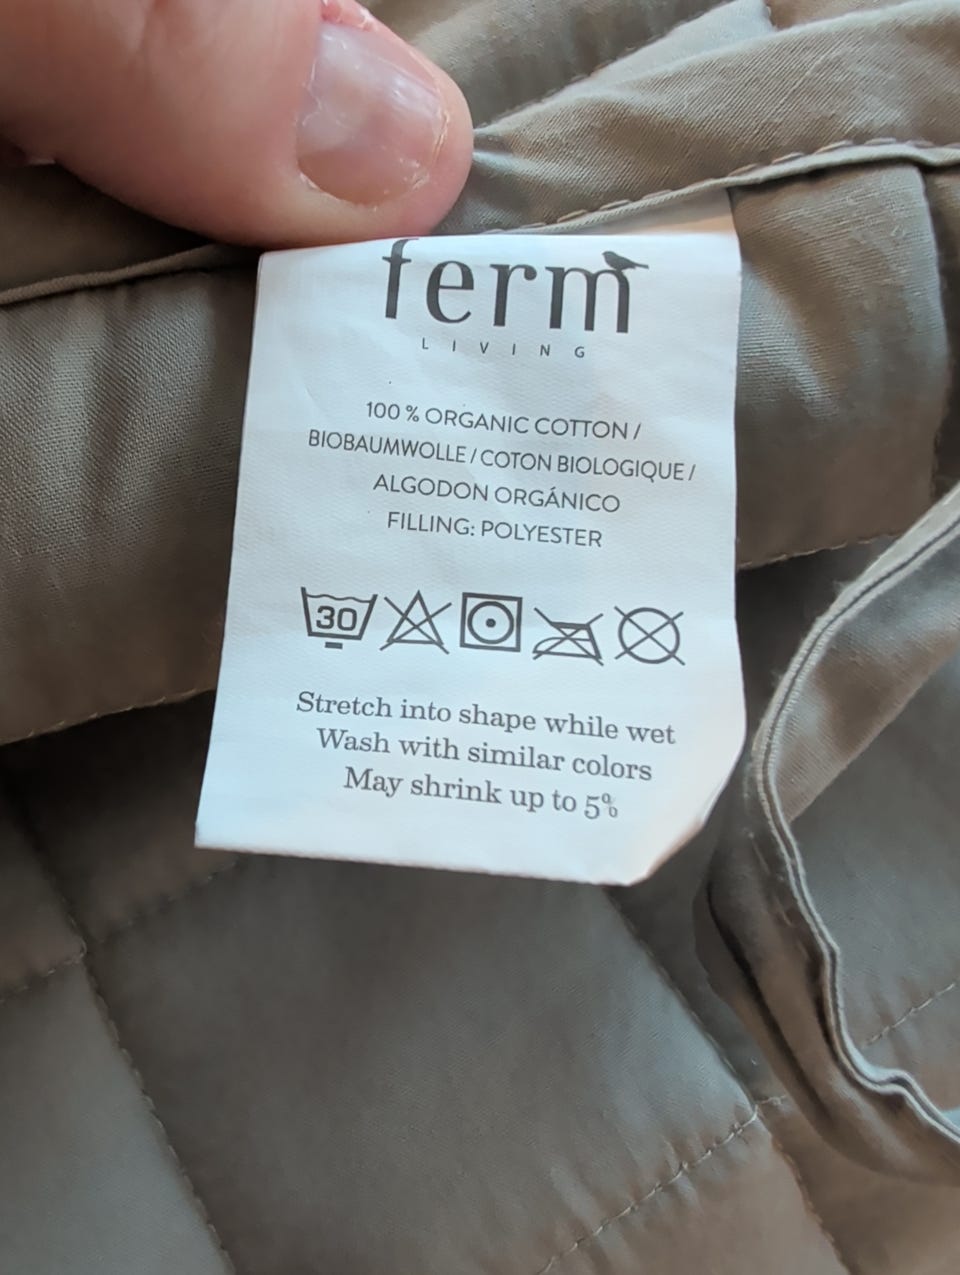 ferm
LIVING
100 % ORGANIC COTTON /
BIOBAUMWOLLE / COTON BIOLOGIQUE /
ALGODON ORGÁNICO
FILLING: POLYESTER
30
Stretch into shape while wet
Wash with similar colors
May shrink up to 5%